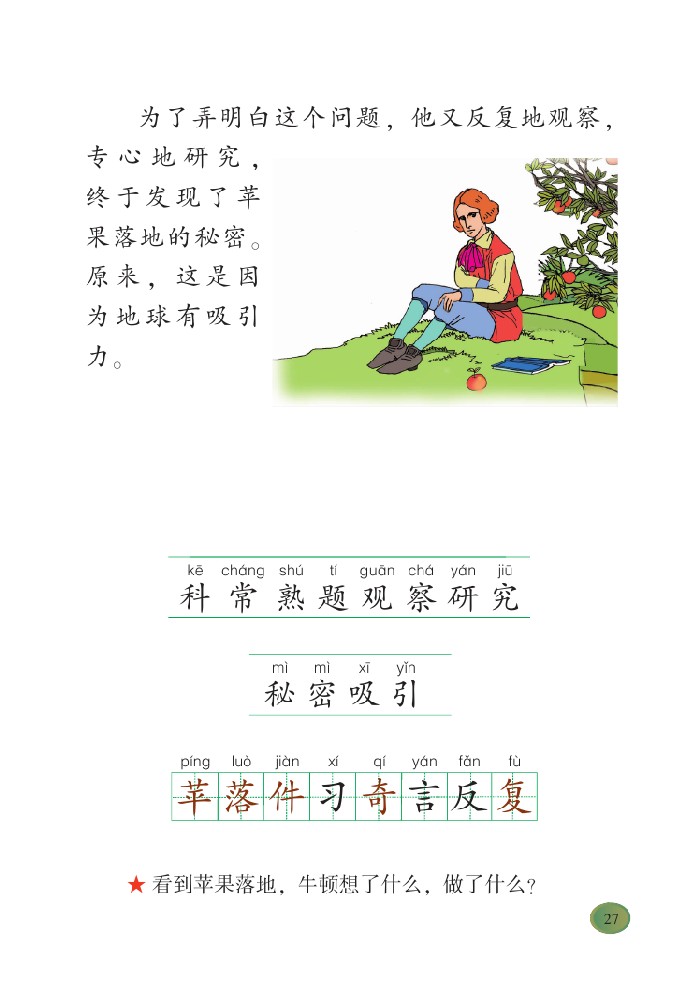 为了弄明白这个问题，他又反复地观察，
专心地研究，
终于发现了苹
果落地的秘密。
原来，这是因
为地球有吸引
力。
kē cháng shú tí guān chá yán jiū
科常熟题观察研究
mì mì xī yǐn
秘密吸引
píng luò jiàn xí qí yán fǎn fù
苹落件习奇言反复
★ 看到苹果落地，牛顿想了什么，做了什么？
27